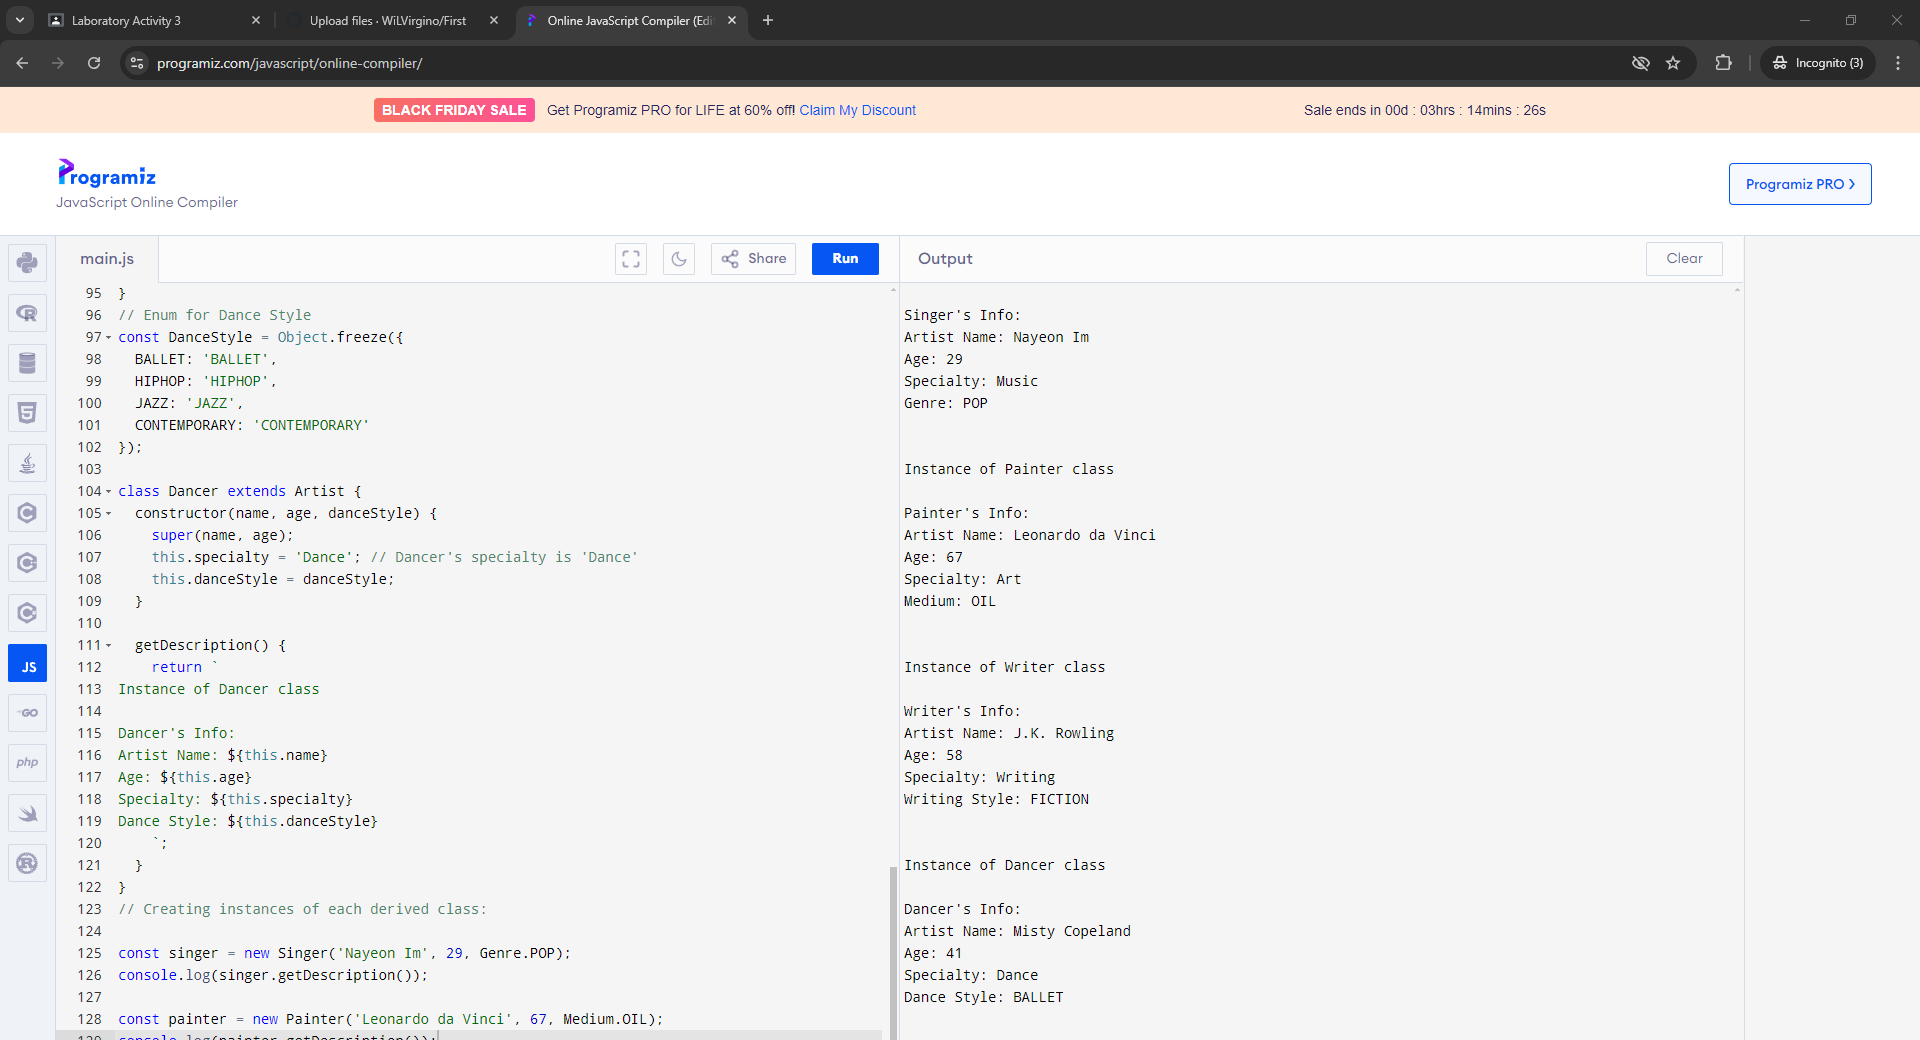 Laboratory Activity 3
Upload files · WiLVirgino/First
Online JavaScript Compiler (Edi
programiz.com/javascript/online-compiler/
Incognito (3)
BLACK FRIDAY SALE Get Programiz PRO for LIFE at 60% off! Claim My Discount
Sale ends in 00d : 03hrs : 14mins : 26s
Programiz
JavaScript Online Compiler
Programiz PRO
main.js
Share
Run
Output
Clear
R
JS
GO
php
95 }
96 // Enum for Dance Style
97 const DanceStyle = Object.freeze({
98 BALLET: 'BALLET',
99 HIPHOP: 'HIPHOP',
100 JAZZ: 'JAZZ',
101 CONTEMPORARY: 'CONTEMPORARY'
102 });
103
104 class Dancer extends Artist {
105 constructor(name, age, danceStyle) {
106 super(name, age);
107 this.specialty = 'Dance'; // Dancer's specialty is 'Dance'
108 this.danceStyle = danceStyle;
109 }
110
111 getDescription() {
112 return `
113 Instance of Dancer class
114
115 Dancer's Info:
116 Artist Name: ${this.name}
117 Age: ${this.age}
118 Specialty: ${this.specialty}
119 Dance Style: ${this.danceStyle}
120 `;
121 }
122 }
123 // Creating instances of each derived class:
124
125 const singer = new Singer('Nayeon Im', 29, Genre.POP);
126 console.log(singer.getDescription());
127
128 const painter = new Painter('Leonardo da Vinci', 67, Medium.OIL);
129 console.log(painter.getDescription());
Singer's Info:
Artist Name: Nayeon Im
Age: 29
Specialty: Music
Genre: POP
Instance of Painter class
Painter's Info:
Artist Name: Leonardo da Vinci
Age: 67
Specialty: Art
Medium: OIL
Instance of Writer class
Writer's Info:
Artist Name: J.K. Rowling
Age: 58
Specialty: Writing
Writing Style: FICTION
Instance of Dancer class
Dancer's Info:
Artist Name: Misty Copeland
Age: 41
Specialty: Dance
Dance Style: BALLET